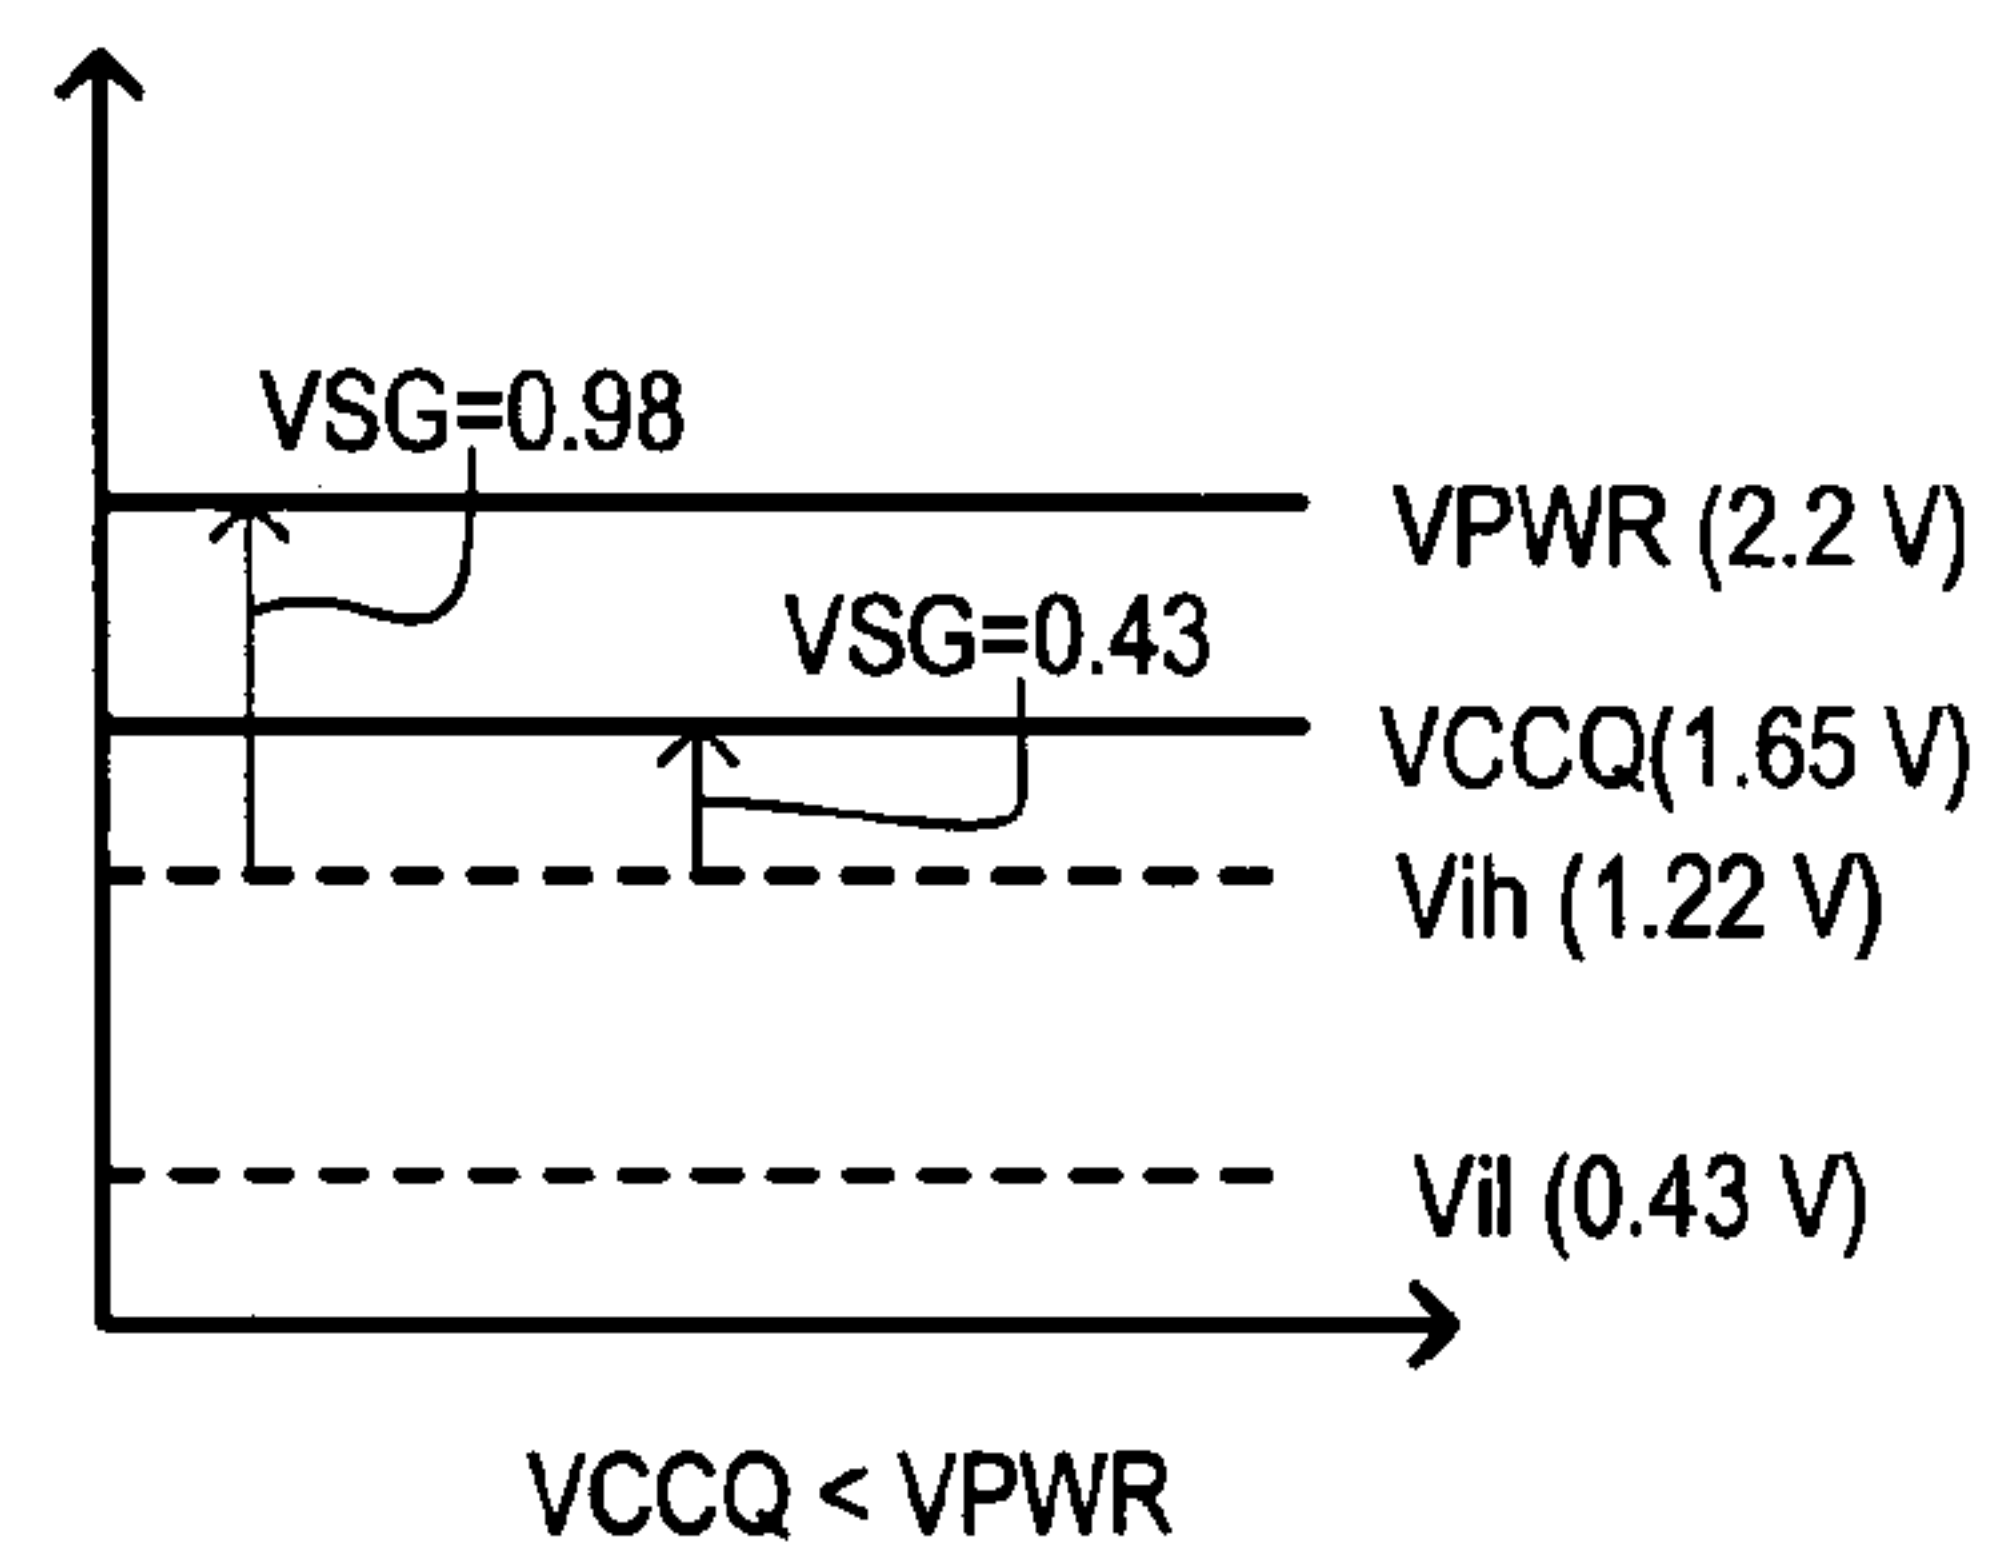 VSG=0.98
VPWR (2.2 V)
VSG=0.43
VCCQ(1.65 V)
Vih (1.22 V)
Vil (0.43 V)
VCCQ < VPWR